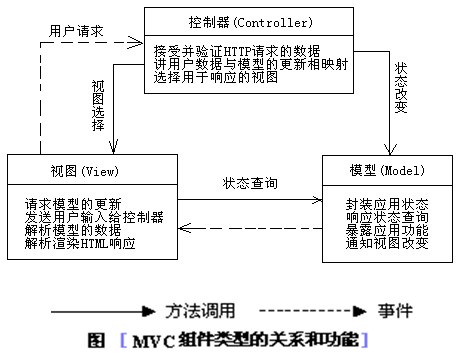 控制器(Controller)
接受并验证HTTP请求的数据
讲用户数据与模型的更新相映射
选择用于响应的视图
用户请求
视图选择
状态改变
视图(View)
请求模型的更新
发送用户输入给控制器
解析模型的数据
解析渲染HTML响应
状态查询
模型(Model)
封装应用状态
响应状态查询
暴露应用功能
通知视图改变
方法调用
事件
图 [MVC组件类型的关系和功能]